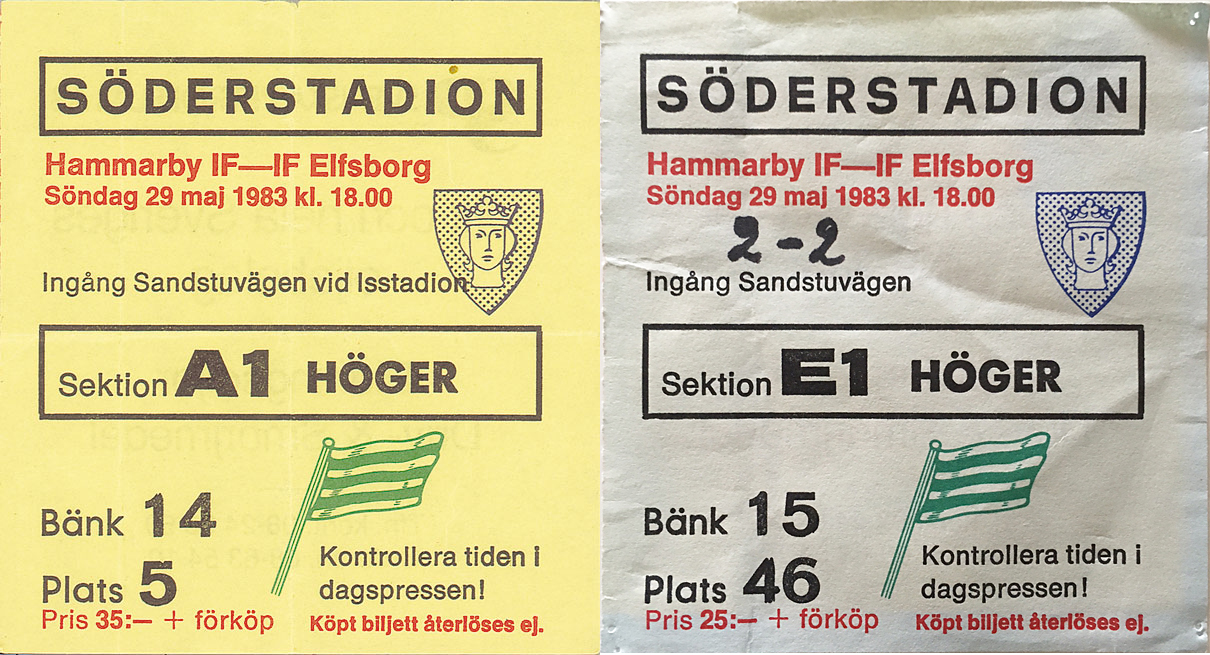 SÖDERSTADION
Hammarby IF—IF Elfsborg
Söndag 29 maj 1983 kl. 18.00
Ingång Sandstuvägen vid Isstadion
Sektion A1 HÖGER
Bänk 14
Plats 5
Kontrollera tiden i
dagspressen!
Pris 35:— + förköp
Köpt biljett återlöses ej.
SÖDERSTADION
Hammarby IF—IF Elfsborg
Söndag 29 maj 1983 kl. 18.00
2-2
Ingång Sandstuvägen
Sektion E1 HÖGER
Bänk 15
Plats 46
Kontrollera tiden i
dagspressen!
Pris 25:— + förköp
Köpt biljett återlöses ej.